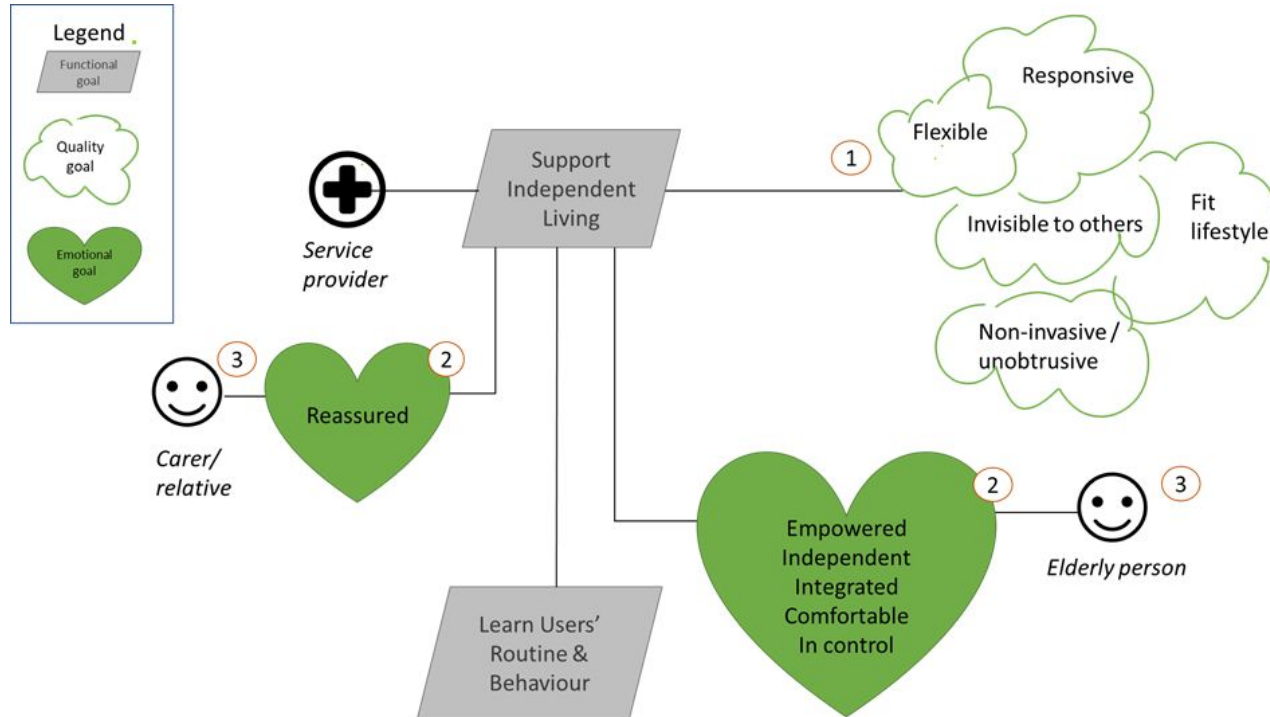 Legend
Functional
goal
Quality
goal
Emotional
goal
Service
provider
Support
Independent
Living
1
Flexible
Responsive
Invisible to others
Fit
lifestyle
Non-invasive /
unobtrusive
3
Carer/
relative
2
Reassured
Learn Users'
Routine &
Behaviour
2
Empowered
Independent
Integrated
Comfortable
In control
3
Elderly person